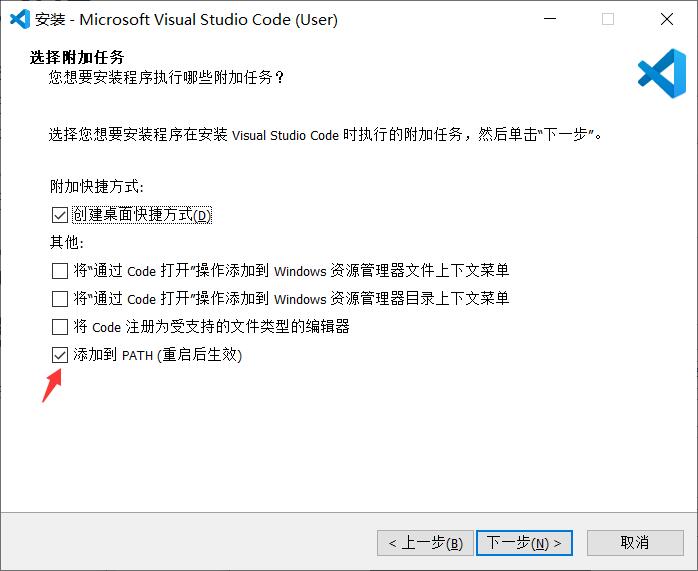 安装 - Microsoft Visual Studio Code (User)
选择附加任务
您想要安装程序执行哪些附加任务？
选择您想要安装程序在安装 Visual Studio Code 时执行的附加任务，然后单击“下一步”。
附加快捷方式:
创建桌面快捷方式(D)
其他:
将“通过 Code 打开”操作添加到 Windows 资源管理器文件上下文菜单
将“通过 Code 打开”操作添加到 Windows 资源管理器目录上下文菜单
将 Code 注册为受支持的文件类型的编辑器
添加到 PATH (重启后生效)
< 上一步(B) 下一步(N) > 取消